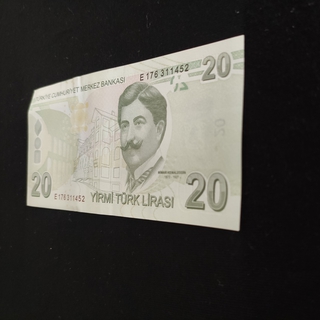 TÜRKİYE CUMHURİYET MERKEZ BANKASI
E 176 311452
20
20
E 176 311452
YİRMİ TÜRK LİRASI
20